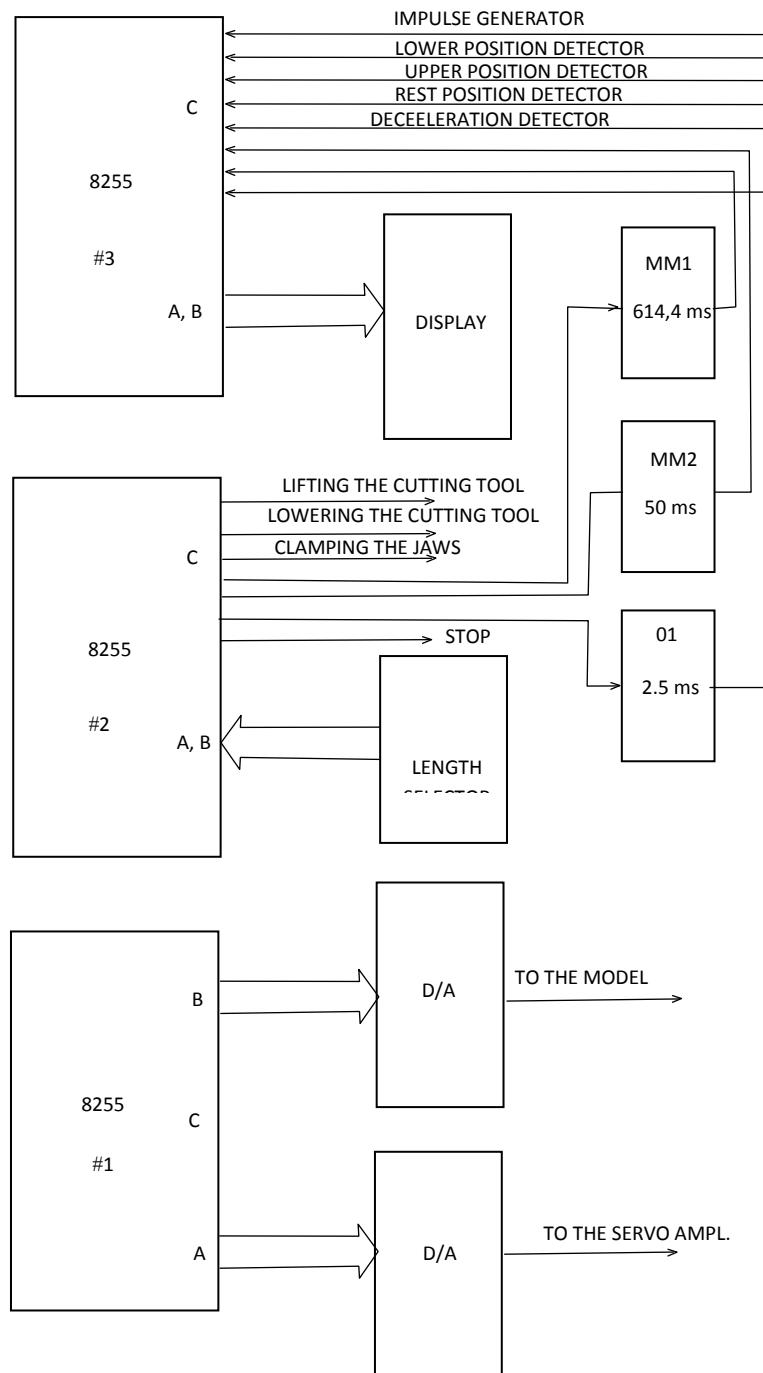 IMPULSE GENERATOR
LOWER POSITION DETECTOR
UPPER POSITION DETECTOR
REST POSITION DETECTOR
DECEELERATION DETECTOR
C
8255
#3
A, B
DISPLAY
MM1
614,4 ms
MM2
50 ms
LIFTING THE CUTTING TOOL
LOWERING THE CUTTING TOOL
CLAMPING THE JAWS
C
STOP
8255
#2
A, B
LENGTH
SELECTOR
01
2.5 ms
B
8255
C
#1
A
D/A
TO THE MODEL
D/A
TO THE SERVO AMPL.